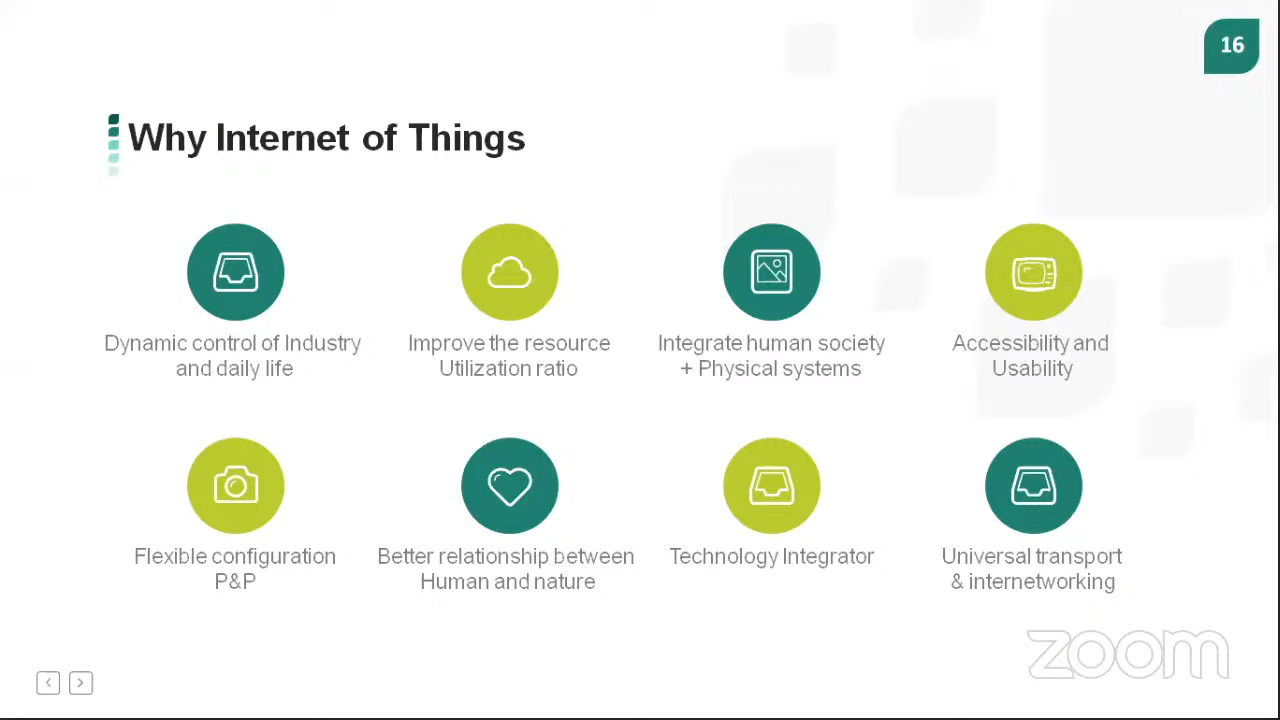 16
Why Internet of Things
Dynamic control of Industry
and daily life
Improve the resource
Utilization ratio
Integrate human society
+ Physical systems
Accessibility and
Usability
Flexible configuration
P&P
Better relationship between
Human and nature
Technology Integrator
Universal transport
& internetworking
zoom